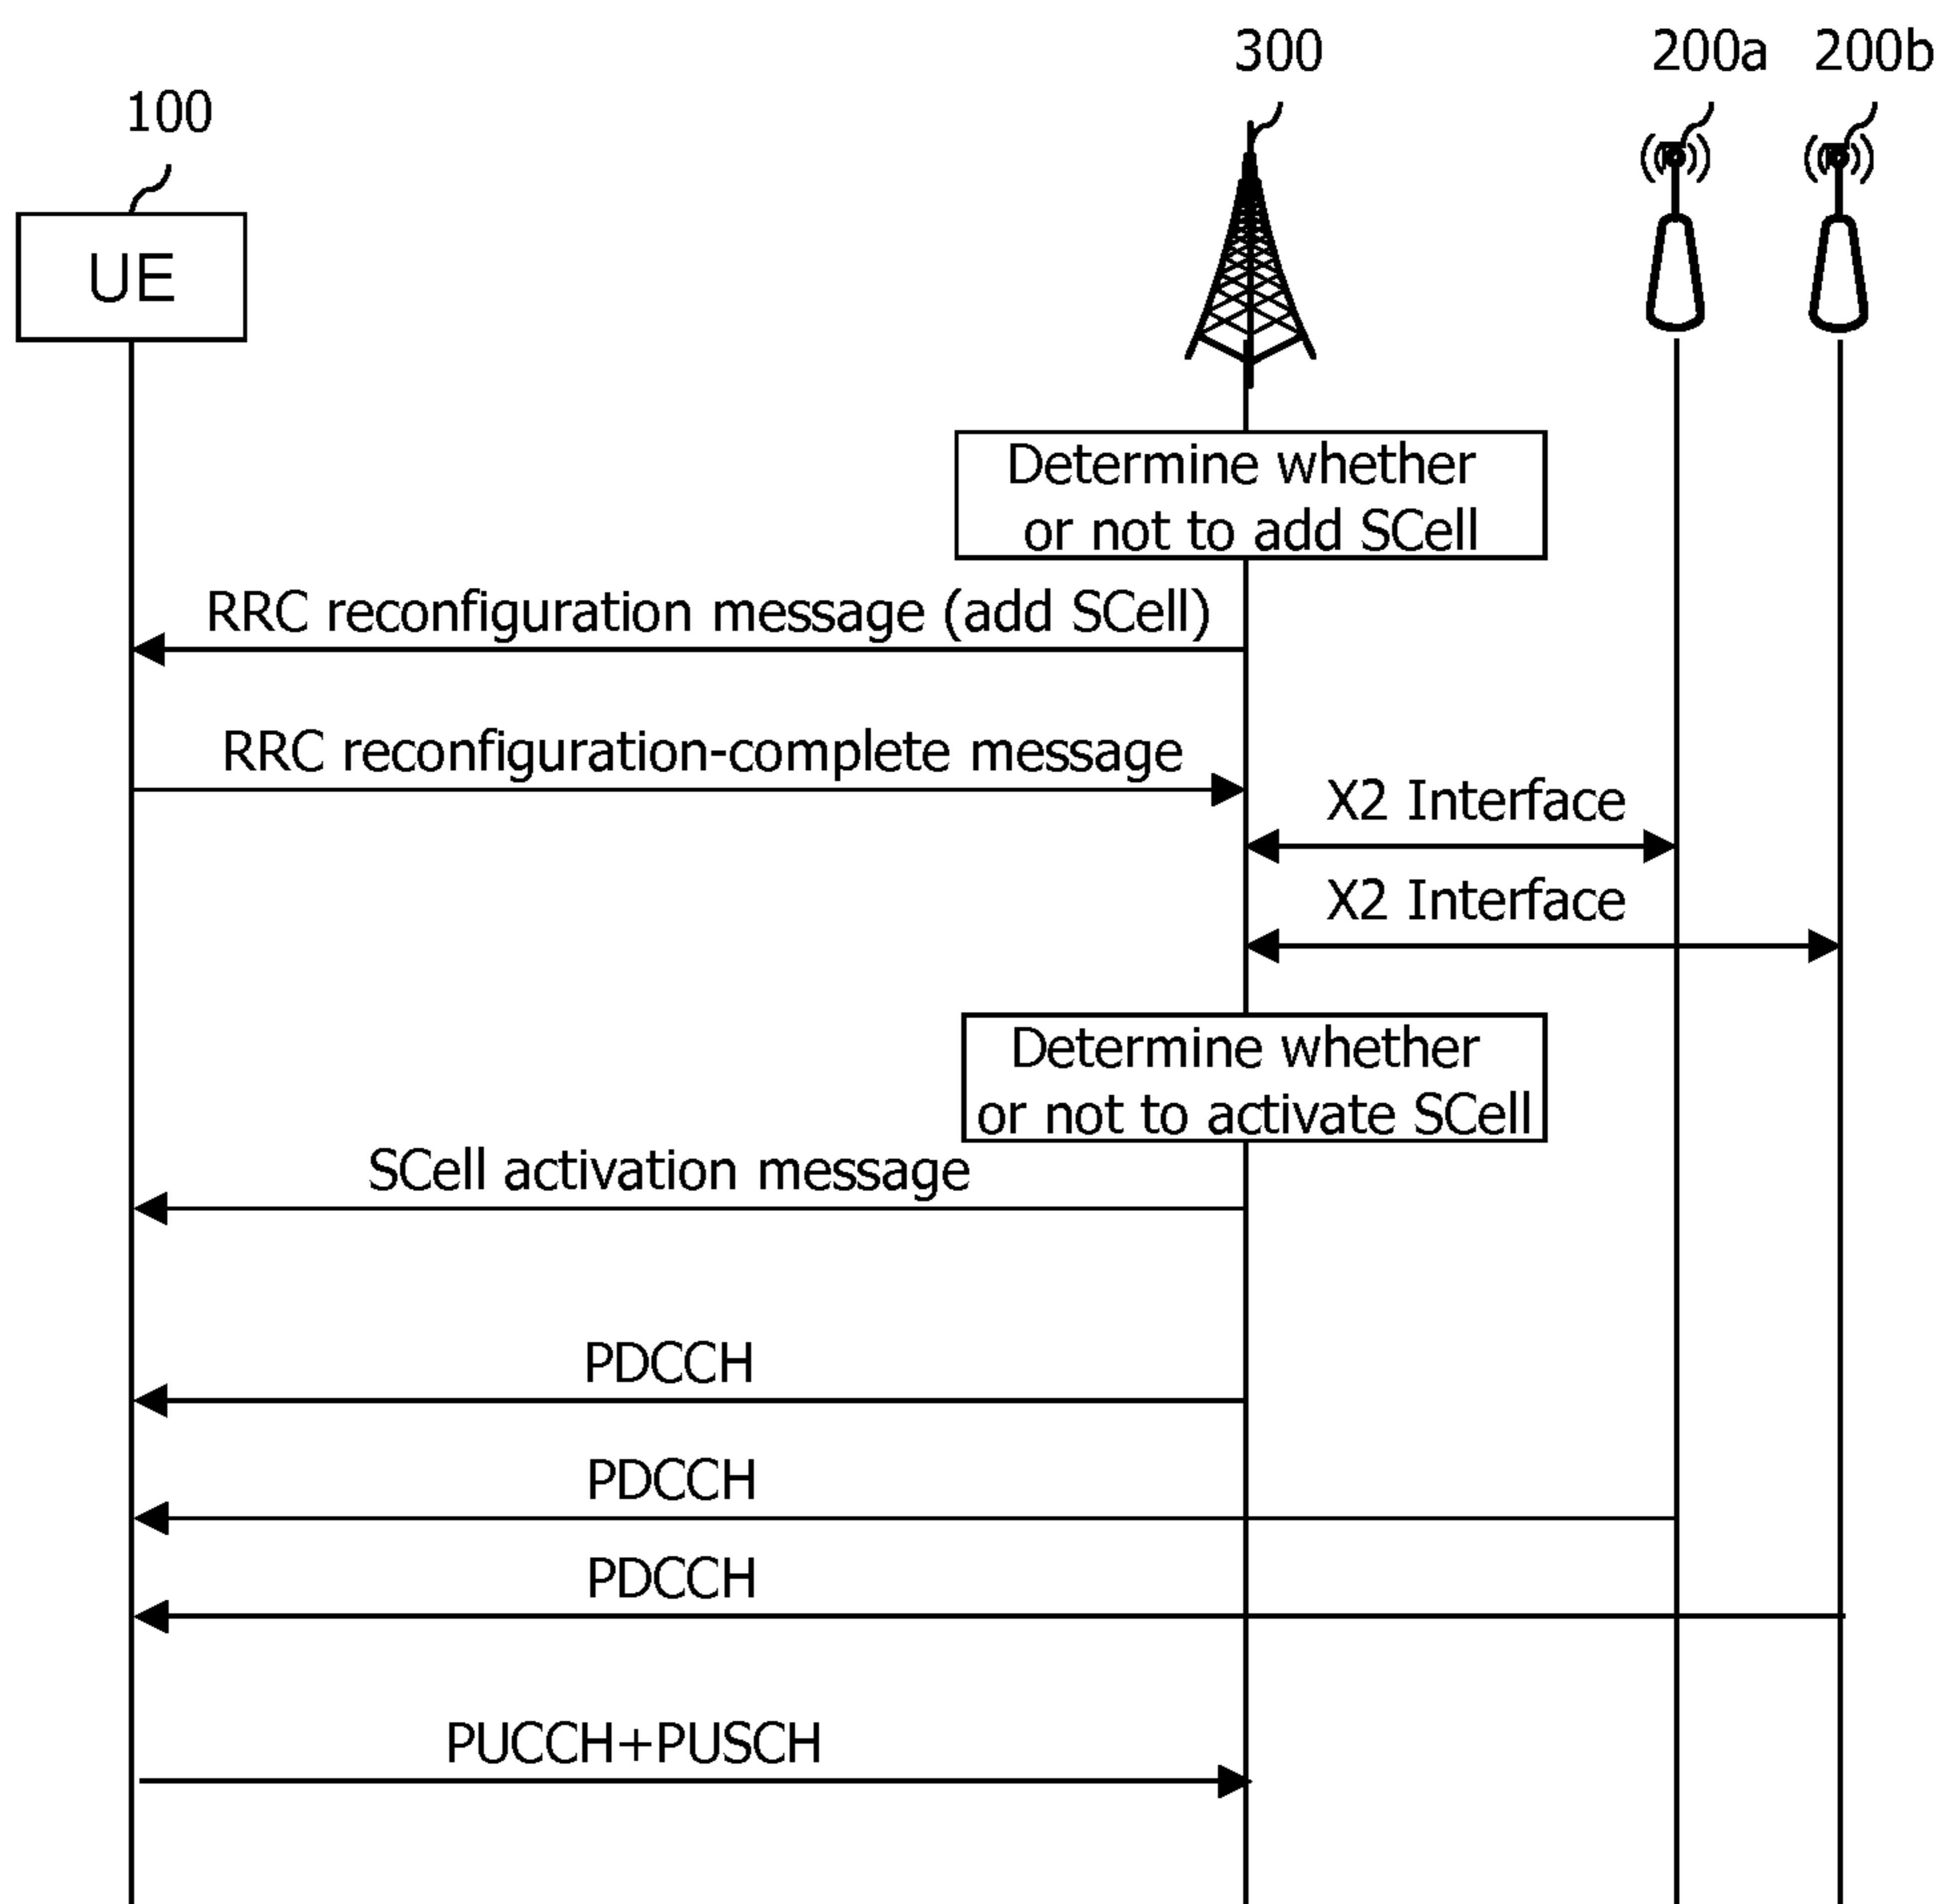 300
200a
200b
100
UE
Determine whether
or not to add SCell
RRC reconfiguration message (add SCell)
RRC reconfiguration-complete message
X2 Interface
X2 Interface
Determine whether
or not to activate SCell
SCell activation message
PDCCH
PDCCH
PDCCH
PUCCH+PUSCH